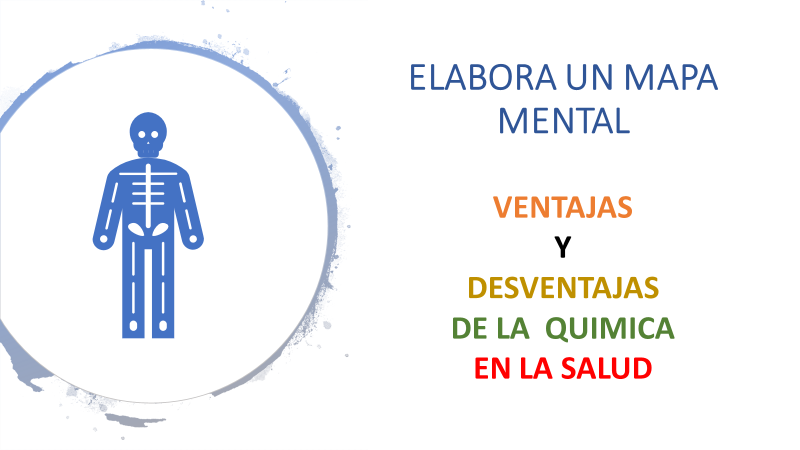 ELABORA UN MAPA
MENTAL
VENTAJAS
Y
DESVENTAJAS
DE LA QUIMICA
EN LA SALUD